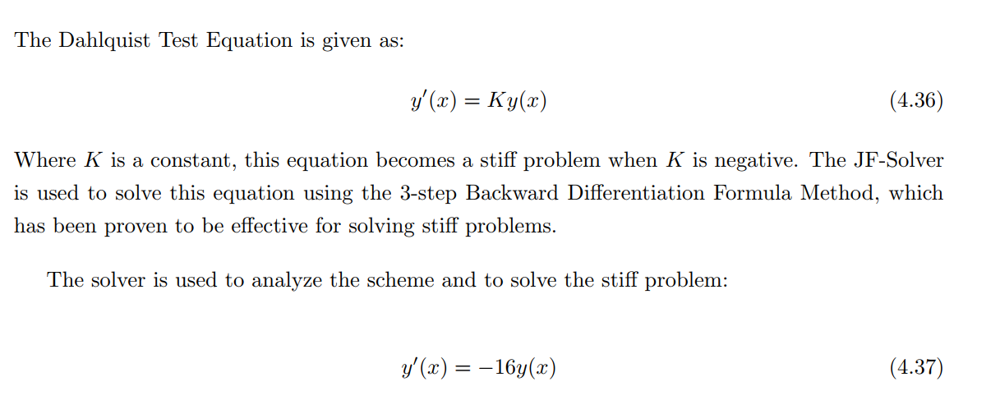 The Dahlquist Test Equation is given as:
y′(x) = Ky(x) (4.36)
Where K is a constant, this equation becomes a stiff problem when K is negative. The JF-Solver
is used to solve this equation using the 3-step Backward Differentiation Formula Method, which
has been proven to be effective for solving stiff problems.
The solver is used to analyze the scheme and to solve the stiff problem:
y′(x) = −16y(x) (4.37)